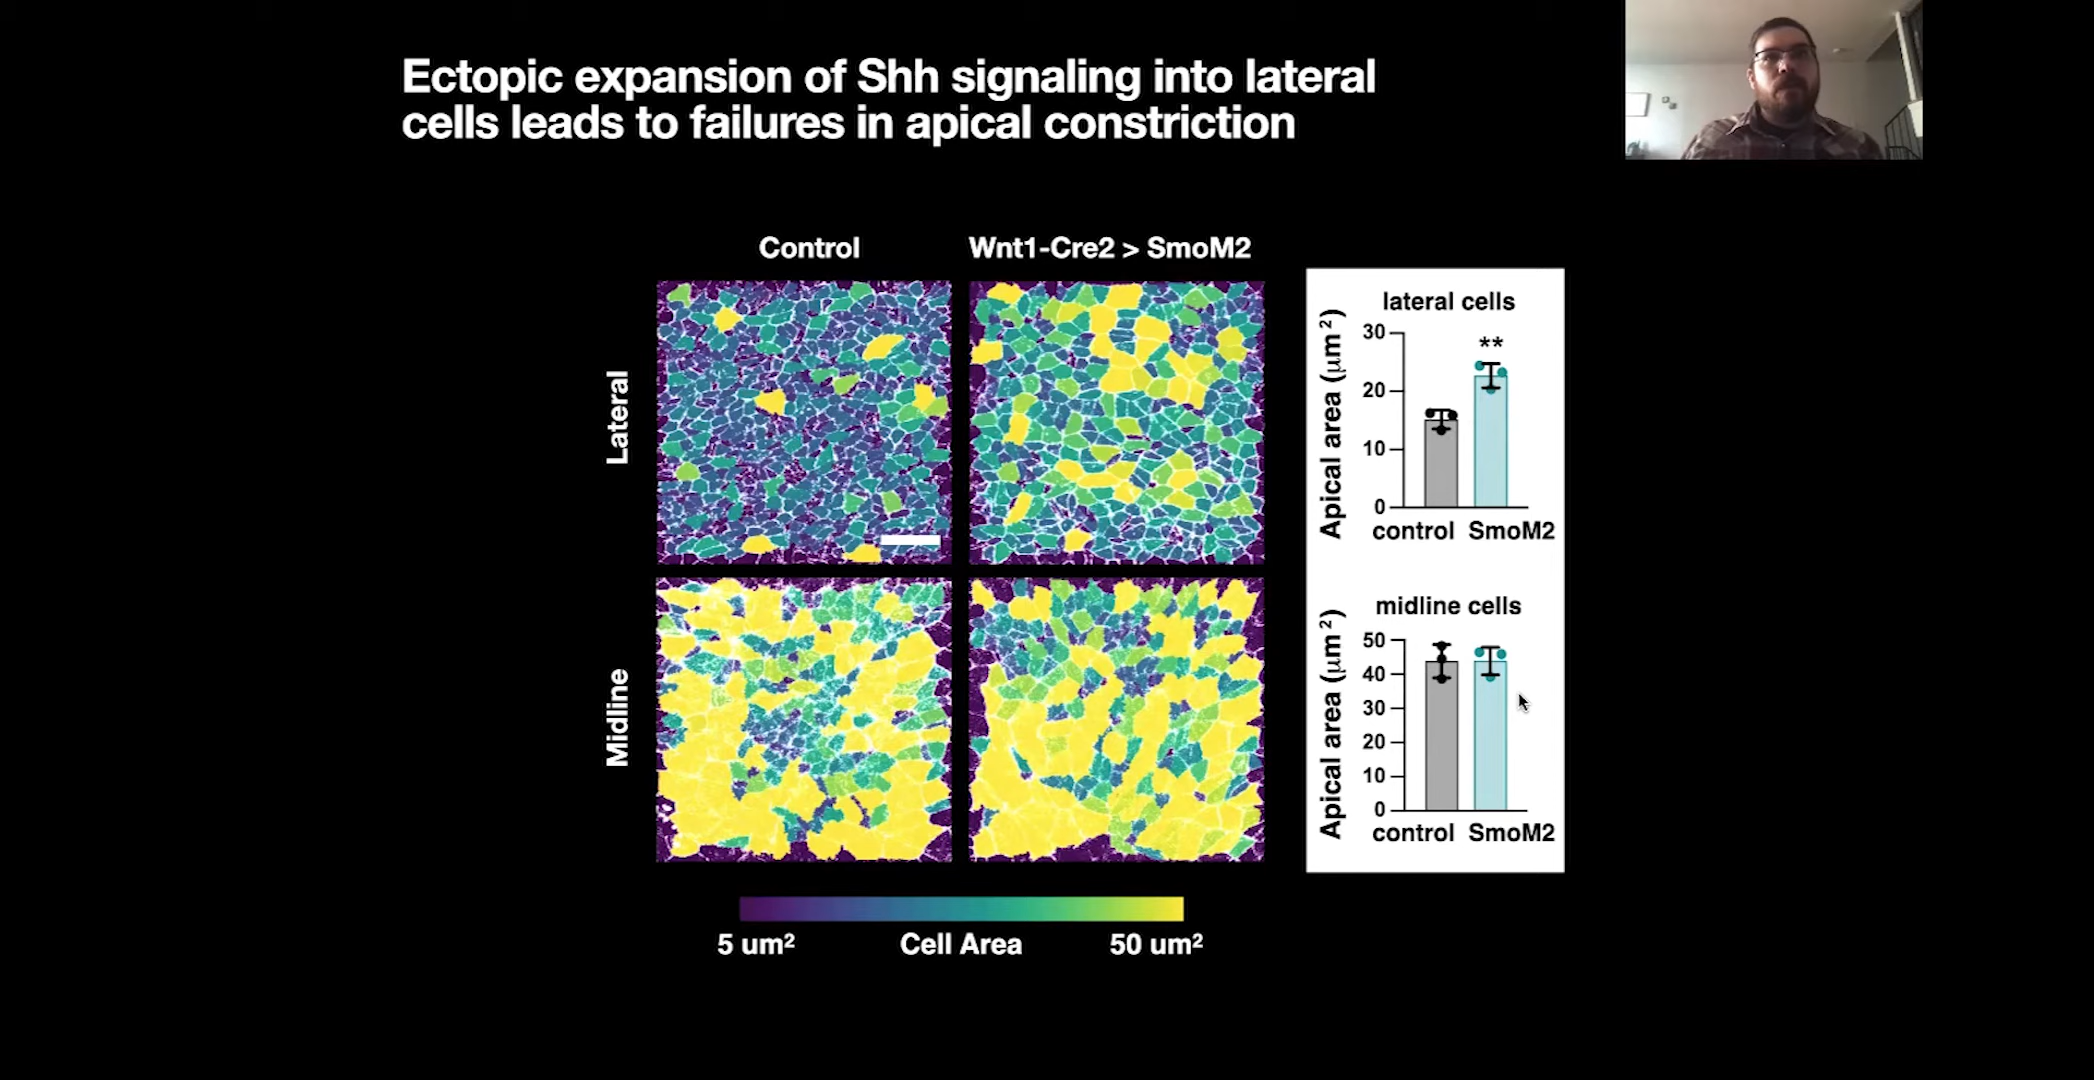 Ectopic expansion of Shh signaling into lateral
cells leads to failures in apical constriction
Control
Wnt1-Cre2 > SmoM2
Lateral
Midline
lateral cells
Apical area (μm²)
30
20
10
0
**
control SmoM2
midline cells
Apical area (μm²)
50
40
30
20
10
0
control SmoM2
5 um² Cell Area 50 um²